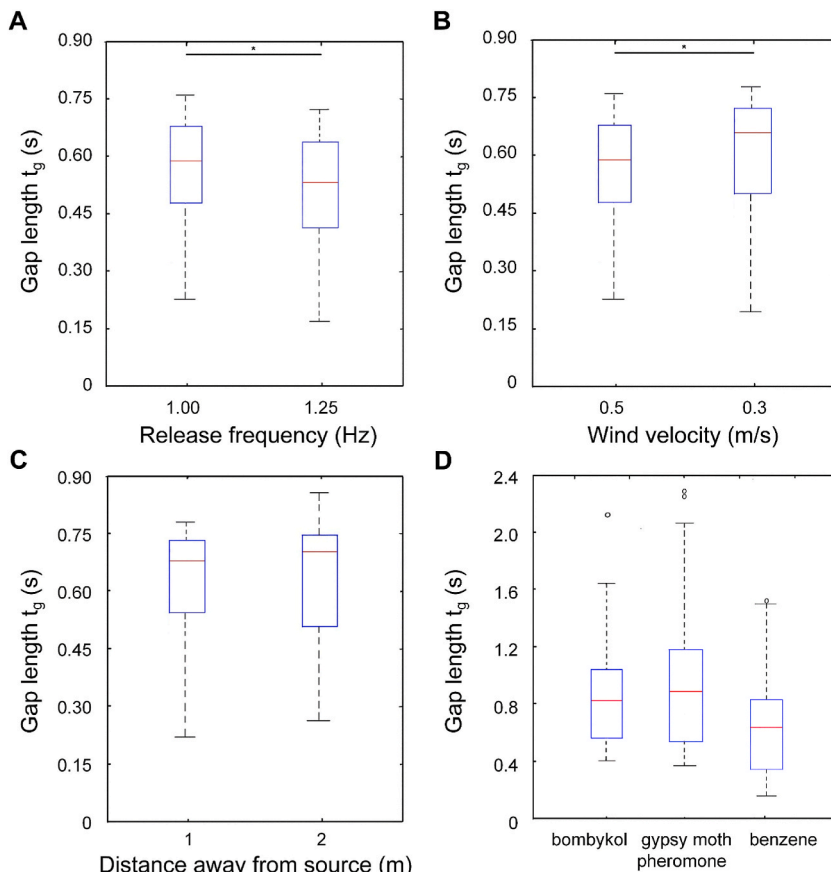 A
Gap length tg (s)
0.90
0.75
0.60
0.45
0.30
0.15
0
*
1.00
1.25
Release frequency (Hz)
B
Gap length tg (s)
0.90
0.75
0.60
0.45
0.30
0.15
0
*
0.5
0.3
Wind velocity (m/s)
C
Gap length tg (s)
0.90
0.75
0.60
0.45
0.30
0.15
0
1
2
Distance away from source (m)
D
Gap length tg (s)
2.4
2.0
1.6
1.2
0.8
0.4
0
bombykol
gypsy moth
pheromone
benzene